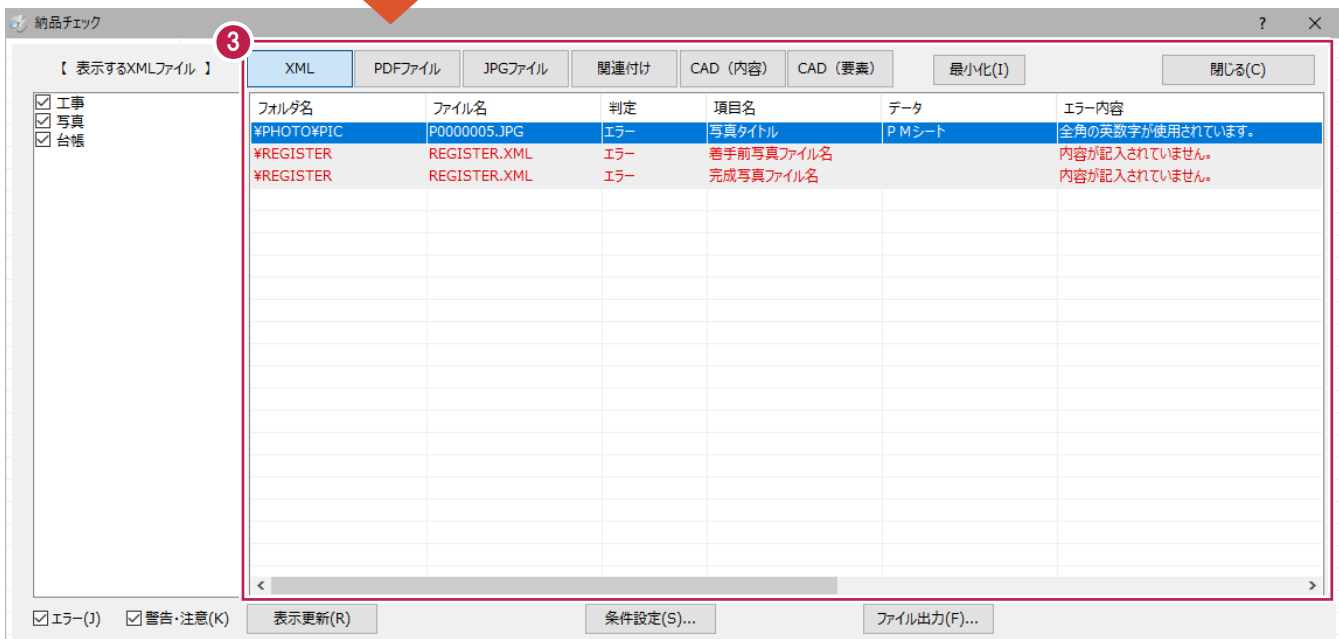 納品チェック ? ×
3
【 表示するXMLファイル 】
工事
写真
台帳
XML PDFファイル JPGファイル 関連付け CAD（内容） CAD（要素） 最小化(I) 閉じる(C)
フォルダ名 ファイル名 判定 項目名 データ エラー内容
¥PHOTO¥PIC P0000005.JPG エラー 写真タイトル ＰＭシート 全角の英数字が使用されています。
¥REGISTER REGISTER.XML エラー 着手前写真ファイル名 内容が記入されていません。
¥REGISTER REGISTER.XML エラー 完成写真ファイル名 内容が記入されていません。
エラー(J) 警告・注意(K) 表示更新(R) 条件設定(S)... ファイル出力(F)...